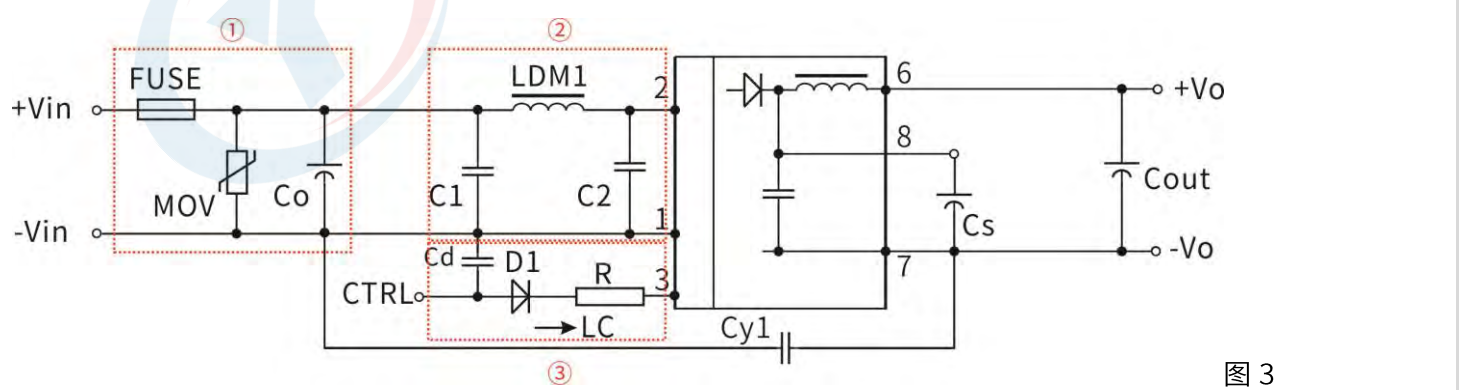 ① ②
FUSE LDM1 2 6
+Vin +Vo
8
MOV Co C1 C2 Cout
1 Cs
-Vin -Vo
Cd D1 R 3 7
CTRL
LC Cy1
③
图 3